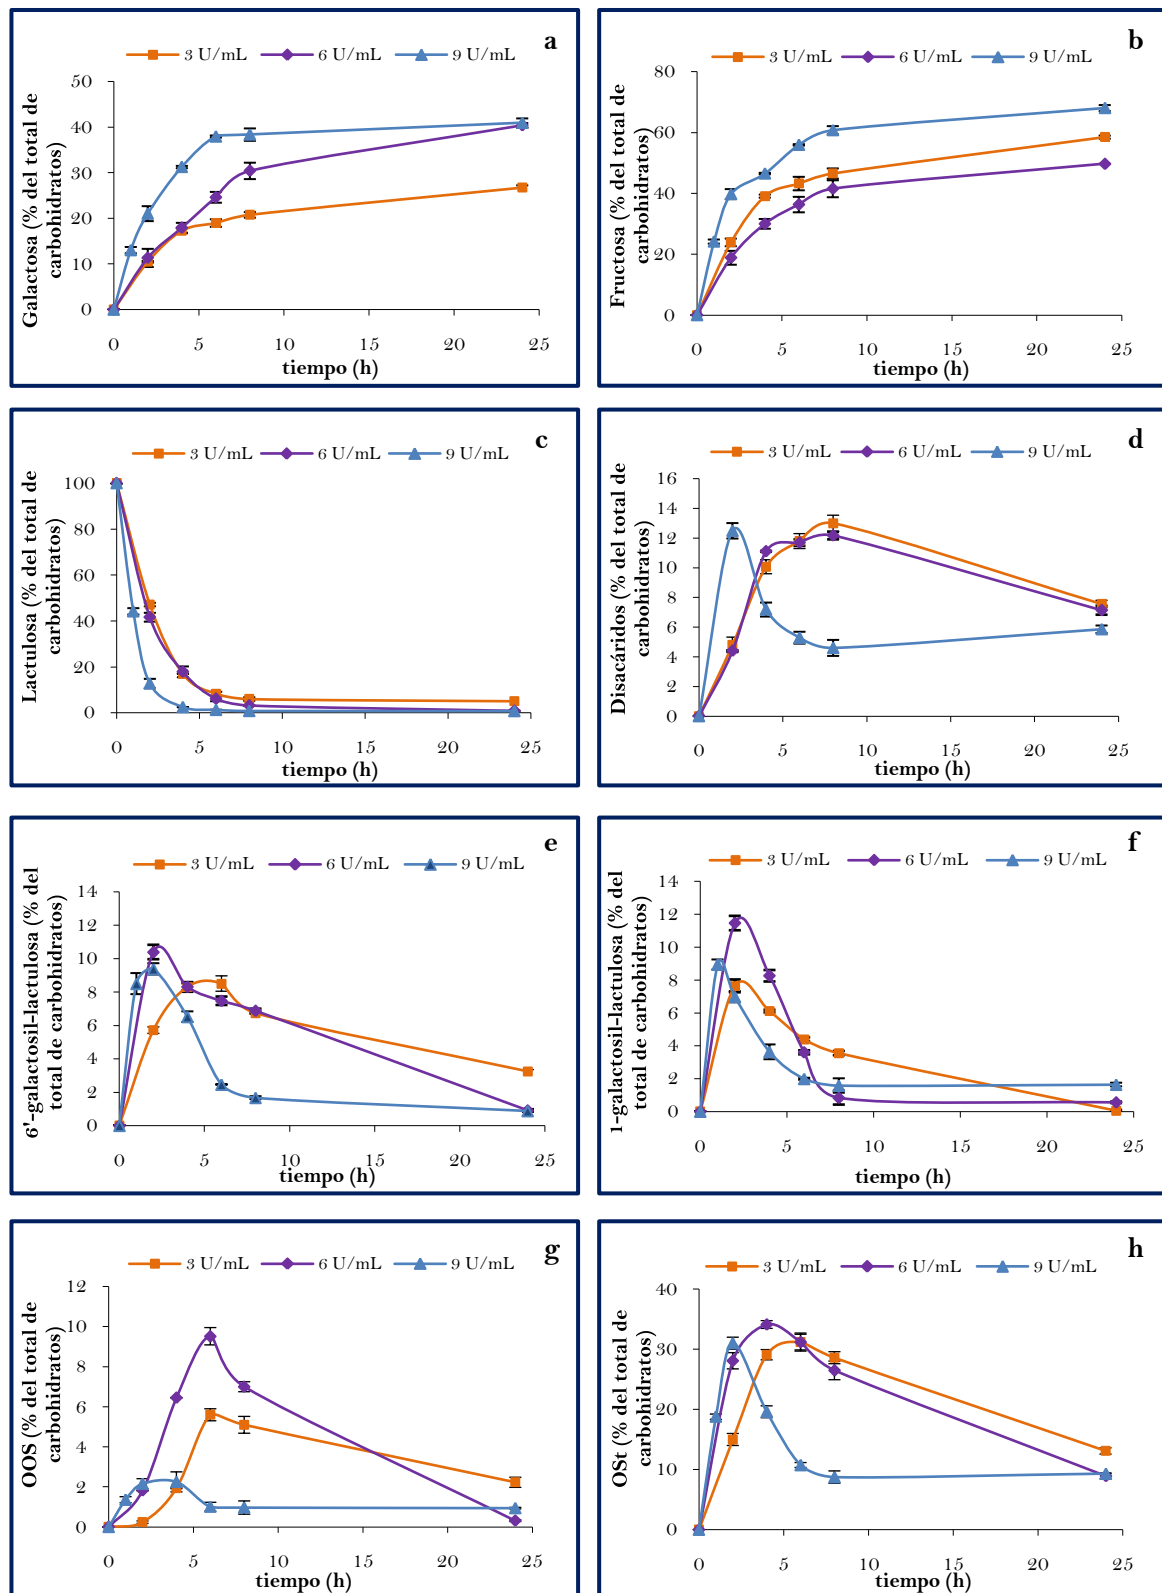 a
3 U/mL 6 U/mL 9 U/mL
Galactosa (% del total de
carbohidratos)
50
40
30
20
10
0
0 5 10 15 20 25
tiempo (h)
b
3 U/mL 6 U/mL 9 U/mL
Fructosa (% del total de
carbohidratos)
80
60
40
20
0
0 5 10 15 20 25
tiempo (h)
c
3 U/mL 6 U/mL 9 U/mL
Lactulosa (% del total de
carbohidratos)
100
80
60
40
20
0
0 5 10 15 20 25
tiempo (h)
d
3 U/mL 6 U/mL 9 U/mL
Disacáridos (% del total de
carbohidratos)
16
14
12
10
8
6
4
2
0
0 5 10 15 20 25
tiempo (h)
e
3 U/mL 6 U/mL 9 U/mL
6'-galactosil-lactulosa (% del
total de carbohidratos)
14
12
10
8
6
4
2
0
0 5 10 15 20 25
tiempo (h)
f
3 U/mL 6 U/mL 9 U/mL
1-galactosil-lactulosa (% del
total de carbohidratos)
14
12
10
8
6
4
2
0
0 5 10 15 20 25
tiempo (h)
g
3 U/mL 6 U/mL 9 U/mL
OOS (% del total de
carbohidratos)
12
10
8
6
4
2
0
0 5 10 15 20 25
tiempo (h)
h
3 U/mL 6 U/mL 9 U/mL
OSt (% del total de
carbohidratos)
40
30
20
10
0
0 5 10 15 20 25
tiempo (h)